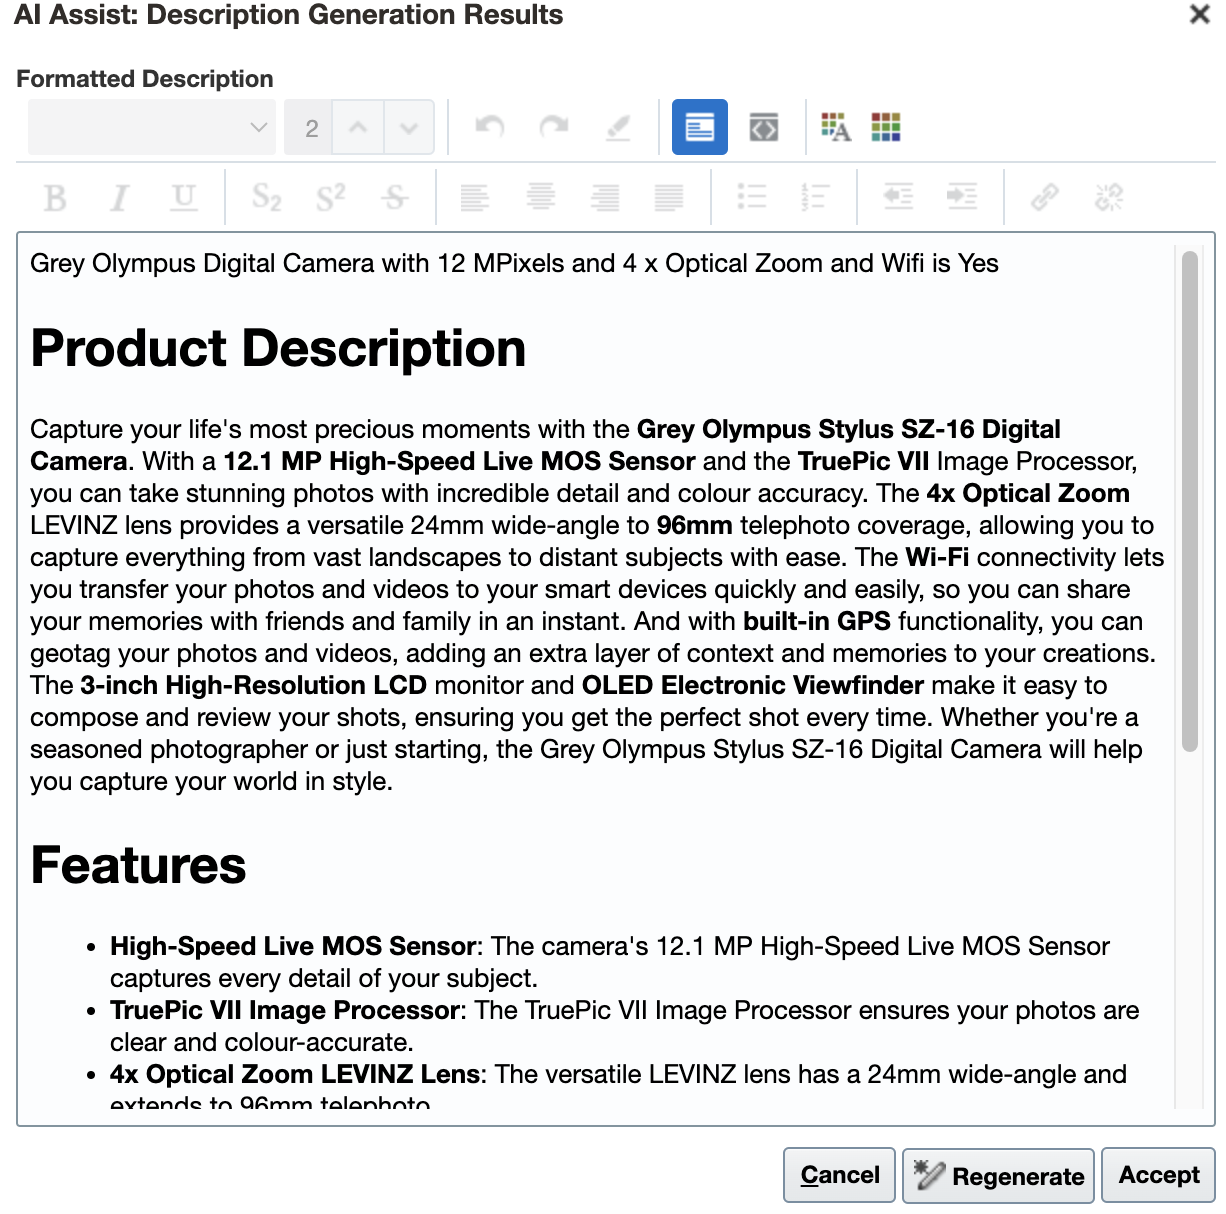 AI Assist: Description Generation Results
Formatted Description
2
B I U S2 S2 S
Grey Olympus Digital Camera with 12 MPixels and 4 x Optical Zoom and Wifi is Yes
Product Description
Capture your life's most precious moments with the Grey Olympus Stylus SZ-16 Digital
Camera. With a 12.1 MP High-Speed Live MOS Sensor and the TruePic VII Image Processor,
you can take stunning photos with incredible detail and colour accuracy. The 4x Optical Zoom
LEVINZ lens provides a versatile 24mm wide-angle to 96mm telephoto coverage, allowing you to
capture everything from vast landscapes to distant subjects with ease. The Wi-Fi connectivity lets
you transfer your photos and videos to your smart devices quickly and easily, so you can share
your memories with friends and family in an instant. And with built-in GPS functionality, you can
geotag your photos and videos, adding an extra layer of context and memories to your creations.
The 3-inch High-Resolution LCD monitor and OLED Electronic Viewfinder make it easy to
compose and review your shots, ensuring you get the perfect shot every time. Whether you're a
seasoned photographer or just starting, the Grey Olympus Stylus SZ-16 Digital Camera will help
you capture your world in style.
Features
• High-Speed Live MOS Sensor: The camera's 12.1 MP High-Speed Live MOS Sensor
captures every detail of your subject.
• TruePic VII Image Processor: The TruePic VII Image Processor ensures your photos are
clear and colour-accurate.
• 4x Optical Zoom LEVINZ Lens: The versatile LEVINZ lens has a 24mm wide-angle and
extends to 96mm telephoto
Cancel Regenerate Accept